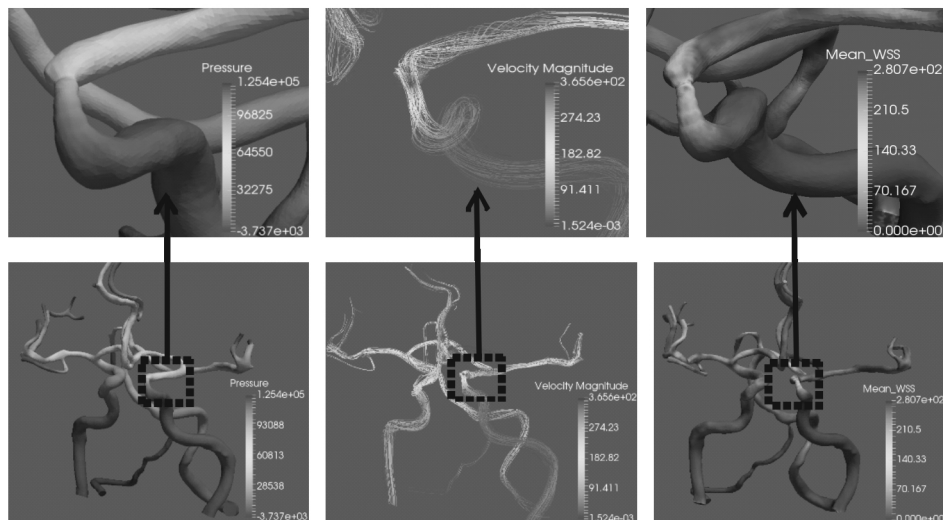 Pressure
1.254e+05
96825
64550
32275
-3.737e+03
Velocity Magnitude
3.656e+02
274.23
182.82
91.411
1.524e-03
Mean_WSS
2.807e+02
210.5
140.33
70.167
0.000e+00
Pressure
1.254e+05
93088
60813
28538
-3.737e+03
Velocity Magnitude
3.656e+02
274.23
182.82
91.411
1.524e-03
Mean_WSS
2.807e+02
210.5
140.33
70.167
0.000e+00